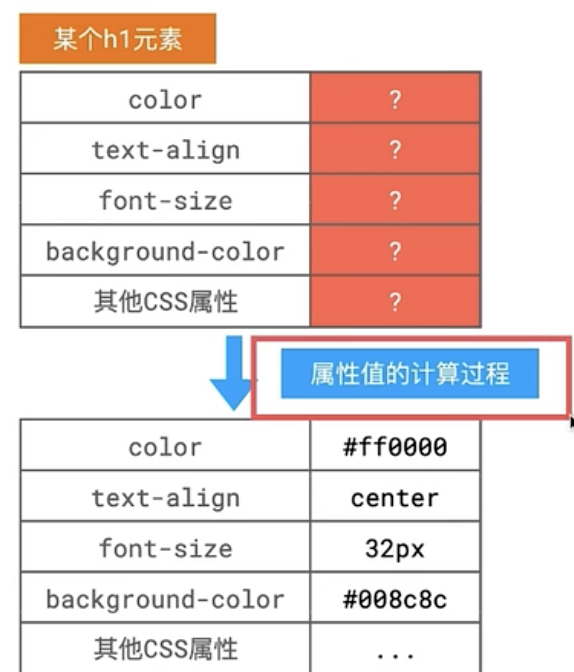 某个h1元素
color ?
text-align ?
font-size ?
background-color ?
其他CSS属性 ?
属性值的计算过程
color #ff0000
text-align center
font-size 32px
background-color #008c8c
其他CSS属性 ...